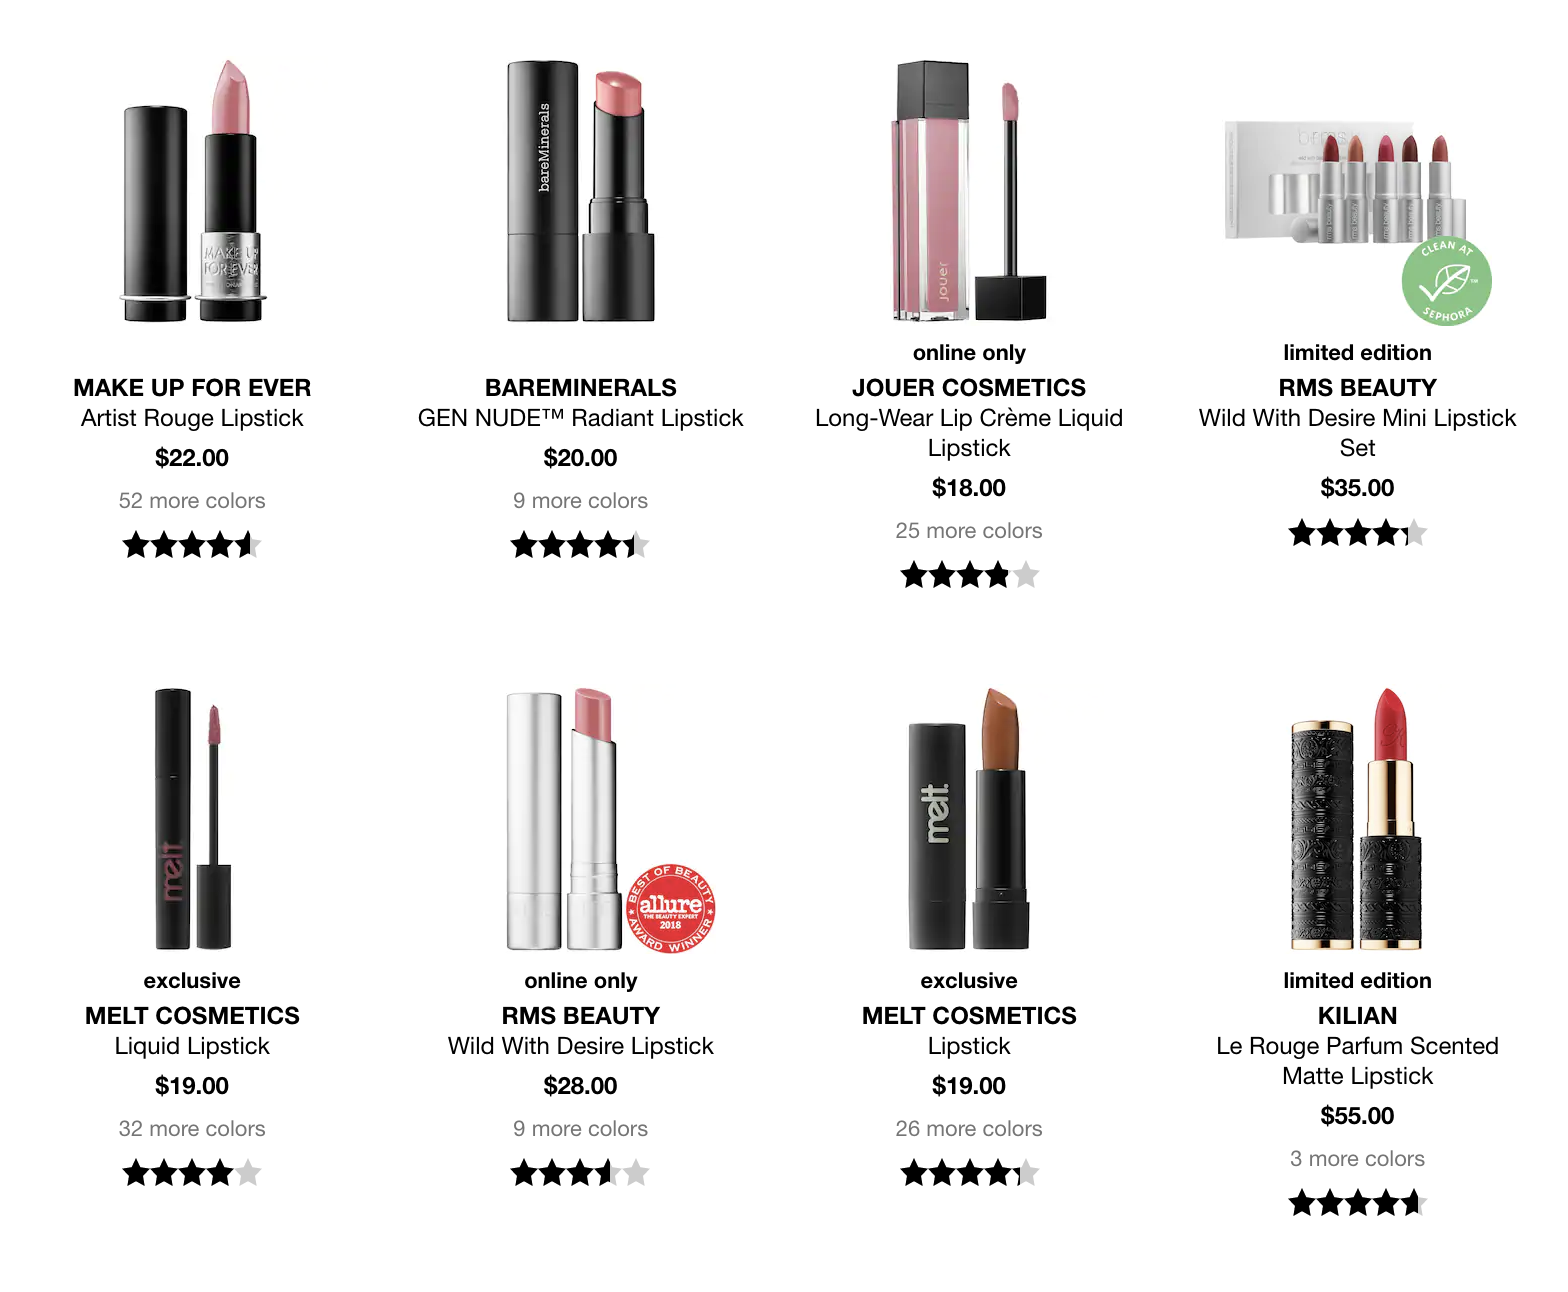 MAKE UP
FOR EVER
bareMinerals
jouer
rms beauty
CLEAN AT
SEPHORA
online only
limited edition
MAKE UP FOR EVER
BAREMINERALS
JOUER COSMETICS
RMS BEAUTY
Artist Rouge Lipstick
GEN NUDE™ Radiant Lipstick
Long-Wear Lip Crème Liquid
Lipstick
Wild With Desire Mini Lipstick
Set
$22.00
$20.00
$18.00
$35.00
52 more colors
9 more colors
25 more colors
melt
BEST OF BEAUTY
allure
THE BEAUTY EXPERT
2018
AWARD WINNER
melt.
exclusive
online only
exclusive
limited edition
MELT COSMETICS
RMS BEAUTY
MELT COSMETICS
KILIAN
Liquid Lipstick
Wild With Desire Lipstick
Lipstick
Le Rouge Parfum Scented
Matte Lipstick
$19.00
$28.00
$19.00
$55.00
32 more colors
9 more colors
26 more colors
3 more colors